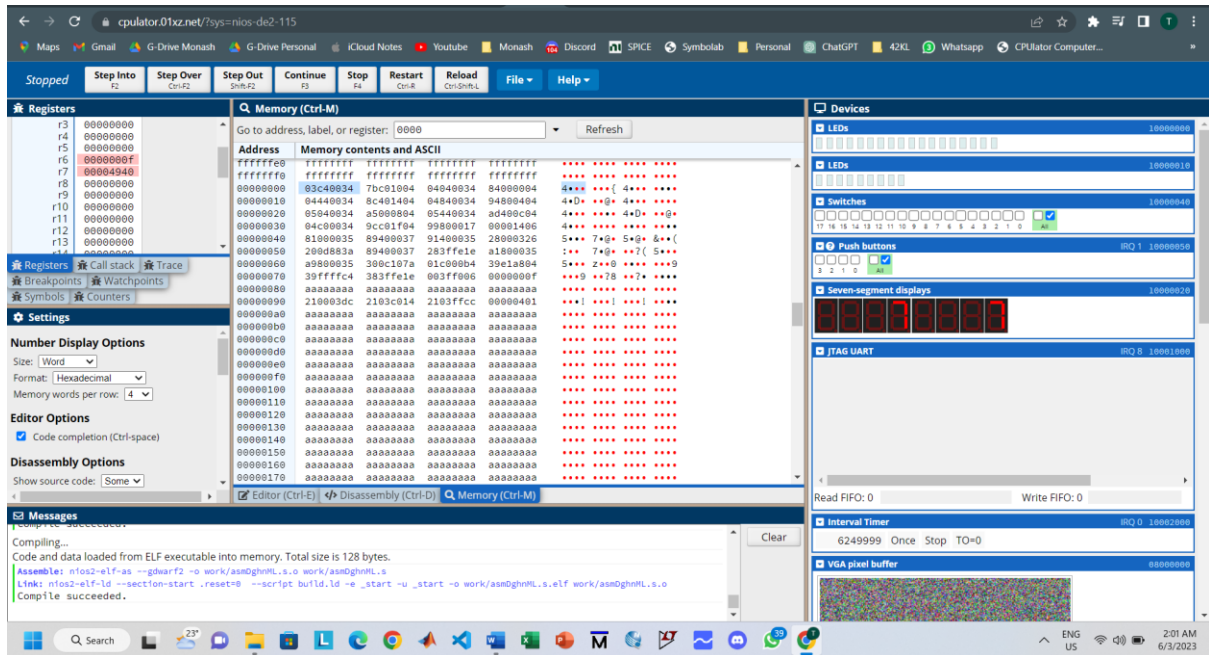 cpulator.01xz.net/?sys=nios-de2-115
Maps Gmail G-Drive Monash G-Drive Personal iCloud Notes Youtube Monash Discord SPICE Symbolab Personal ChatGPT 42KL Whatsapp CPUlator Computer... »
Stopped Step Into Step Over Step Out Continue Stop Restart Reload File Help
F2 Ctrl-F2 Shift-F2 F3 F4 Ctrl-R Ctrl-Shift-L
Registers
r3 00000000
r4 00000000
r5 00000000
r6 0000000f
r7 00004940
r8 00000000
r9 00000000
r10 00000000
r11 00000000
r12 00000000
r13 00000000
Registers Call stack Trace
Breakpoints Watchpoints
Symbols Counters
Settings
Number Display Options
Size: Word
Format: Hexadecimal
Memory words per row: 4
Editor Options
Code completion (Ctrl-space)
Disassembly Options
Show source code: Some
Memory (Ctrl-M)
Go to address, label, or register: 0000 Refresh
Address Memory contents and ASCII
ffffffe0 ffffffff ffffffff ffffffff ffffffff
fffffff0 ffffffff ffffffff ffffffff ffffffff
00000000 03c40034 7bc01004 04040034 84000004
00000010 04440034 8c401004 04840034 94800404
00000020 05040034 a5000804 05440034 ad400c04
00000030 04c00034 9cc01f04 99800017 00001406
00000040 81000035 89400037 91400035 28000326
00000050 200d883a 89400037 283ffe1e a1800035
00000060 a9800035 300c107a 01c000b4 39e1a804
00000070 39ffffc4 383ffe1e 003ff006 0000000f
00000080 aaaaaaaa aaaaaaaa aaaaaaaa aaaaaaaa
00000090 210003dc 2103c014 2103ffcc 00000401
000000a0 aaaaaaaa aaaaaaaa aaaaaaaa aaaaaaaa
000000b0 aaaaaaaa aaaaaaaa aaaaaaaa aaaaaaaa
000000c0 aaaaaaaa aaaaaaaa aaaaaaaa aaaaaaaa
000000d0 aaaaaaaa aaaaaaaa aaaaaaaa aaaaaaaa
000000e0 aaaaaaaa aaaaaaaa aaaaaaaa aaaaaaaa
000000f0 aaaaaaaa aaaaaaaa aaaaaaaa aaaaaaaa
00000100 aaaaaaaa aaaaaaaa aaaaaaaa aaaaaaaa
00000110 aaaaaaaa aaaaaaaa aaaaaaaa aaaaaaaa
00000120 aaaaaaaa aaaaaaaa aaaaaaaa aaaaaaaa
00000130 aaaaaaaa aaaaaaaa aaaaaaaa aaaaaaaa
00000140 aaaaaaaa aaaaaaaa aaaaaaaa aaaaaaaa
00000150 aaaaaaaa aaaaaaaa aaaaaaaa aaaaaaaa
00000160 aaaaaaaa aaaaaaaa aaaaaaaa aaaaaaaa
00000170 aaaaaaaa aaaaaaaa aaaaaaaa aaaaaaaa
Editor (Ctrl-E) Disassembly (Ctrl-D) Memory (Ctrl-M)
Devices
LEDs 10000000
LEDs 10000010
Switches 10000040
17 16 15 14 13 12 11 10 9 8 7 6 5 4 3 2 1 0 All
Push buttons IRQ 1 10000050
3 2 1 0 All
Seven-segment displays 10000020
JTAG UART IRQ 8 10001000
Read FIFO: 0 Write FIFO: 0
Interval Timer IRQ 0 10002000
6249999 Once Stop TO=0
VGA pixel buffer 08000000
Messages
Compile succeeded.
Compiling...
Code and data loaded from ELF executable into memory. Total size is 128 bytes.
Assemble: nios2-elf-as --gdwarf2 -o work/asmDghnML.s.o work/asmDghnML.s
Link: nios2-elf-ld --section-start .reset=0 --script build.ld -e _start -u _start -o work/asmDghnML.s.elf work/asmDghnML.s.o
Compile succeeded.
Clear
Search 23° 39 ENG US 2:01 AM 6/3/2023